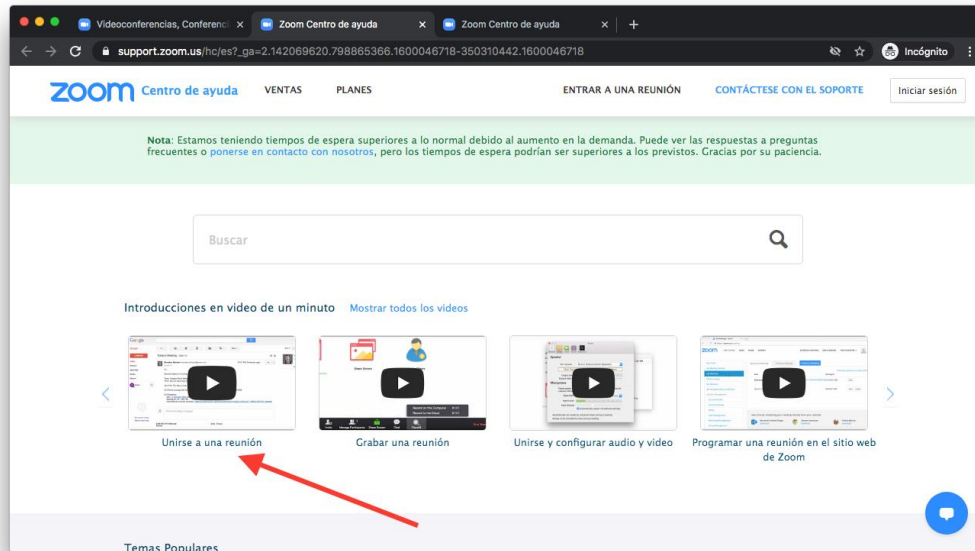 Videoconferencias, Conferenci
Zoom Centro de ayuda
Zoom Centro de ayuda
support.zoom.us/hc/es?_ga=2.142069620.798865366.1600046718-350310442.1600046718
Incógnito
zoom Centro de ayuda VENTAS PLANES ENTRAR A UNA REUNIÓN CONTÁCTESE CON EL SOPORTE Iniciar sesión
Nota: Estamos teniendo tiempos de espera superiores a lo normal debido al aumento en la demanda. Puede ver las respuestas a preguntas
frecuentes o ponerse en contacto con nosotros, pero los tiempos de espera podrían ser superiores a los previstos. Gracias por su paciencia.
Buscar
Introducciones en video de un minuto Mostrar todos los videos
Unirse a una reunión
Grabar una reunión
Unirse y configurar audio y video
Programar una reunión en el sitio web
de Zoom
Temas Populares